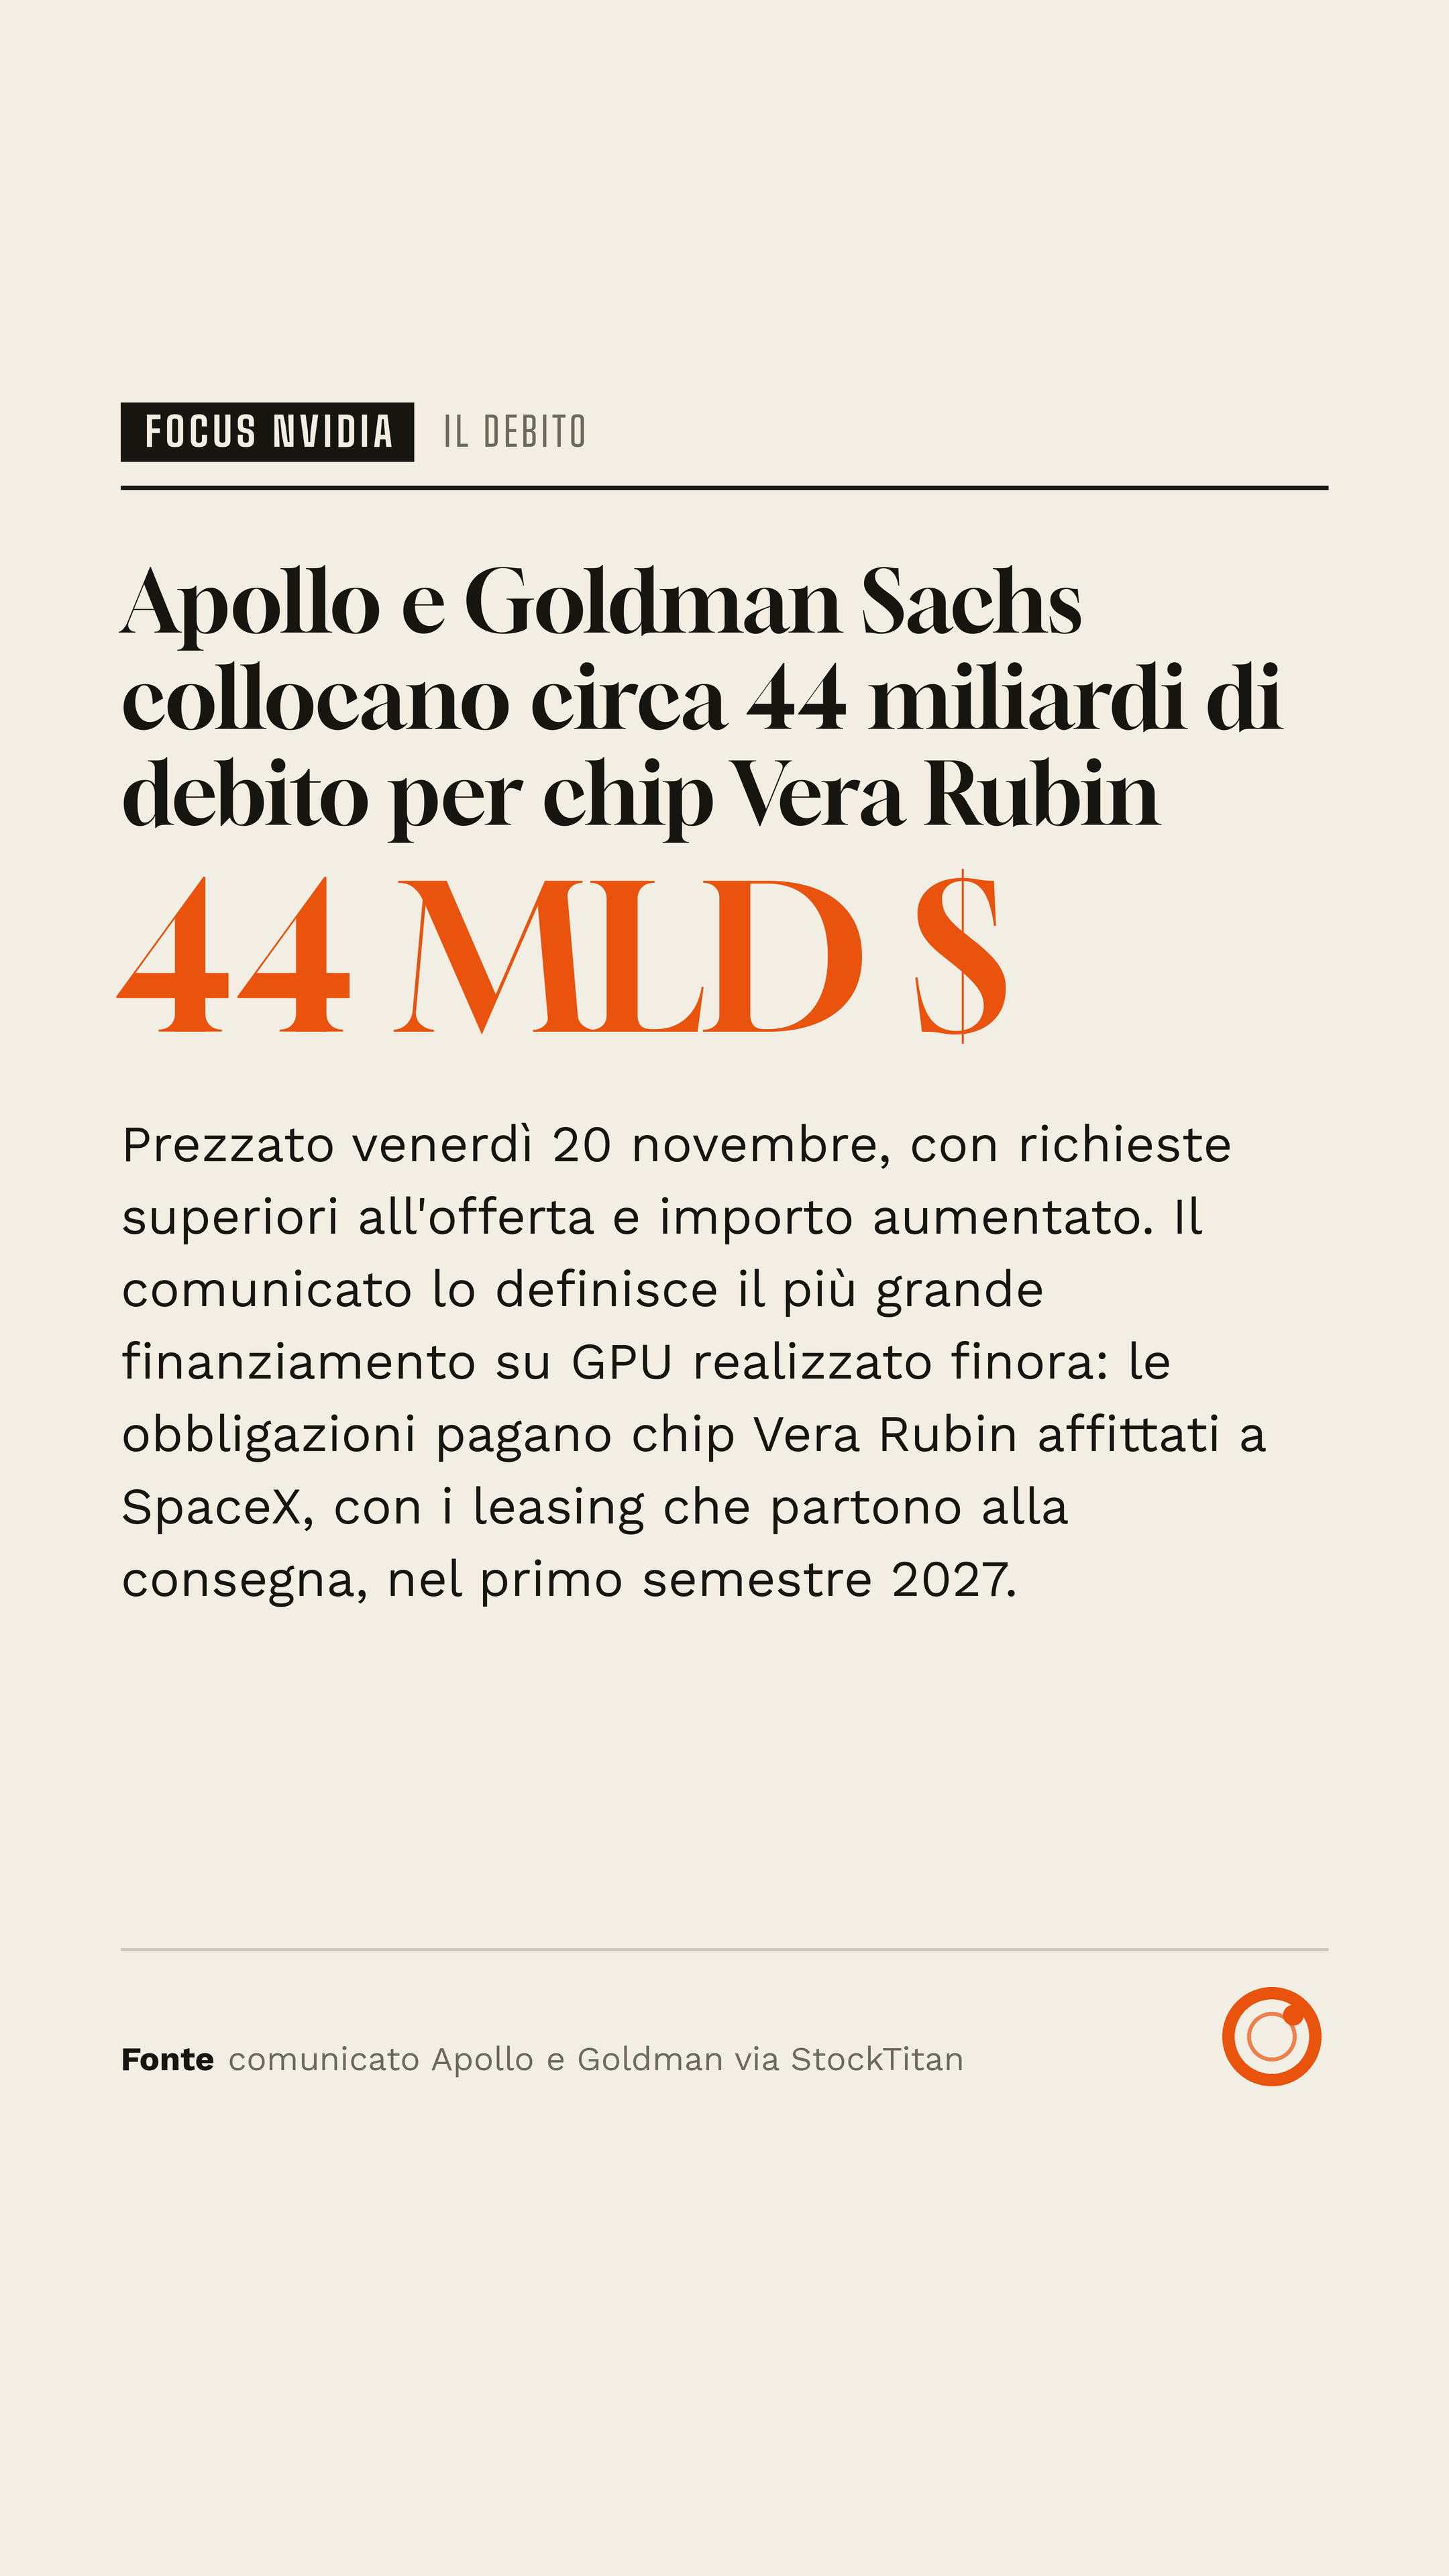 FOCUS NVIDIA IL DEBITO
Apollo e Goldman Sachs
collocano circa 44 miliardi di
debito per chip Vera Rubin
44 MLD $
Prezzato venerdì 20 novembre, con richieste
superiori all'offerta e importo aumentato. Il
comunicato lo definisce il più grande
finanziamento su GPU realizzato finora: le
obbligazioni pagano chip Vera Rubin affittati a
SpaceX, con i leasing che partono alla
consegna, nel primo semestre 2027.
Fonte comunicato Apollo e Goldman via StockTitan